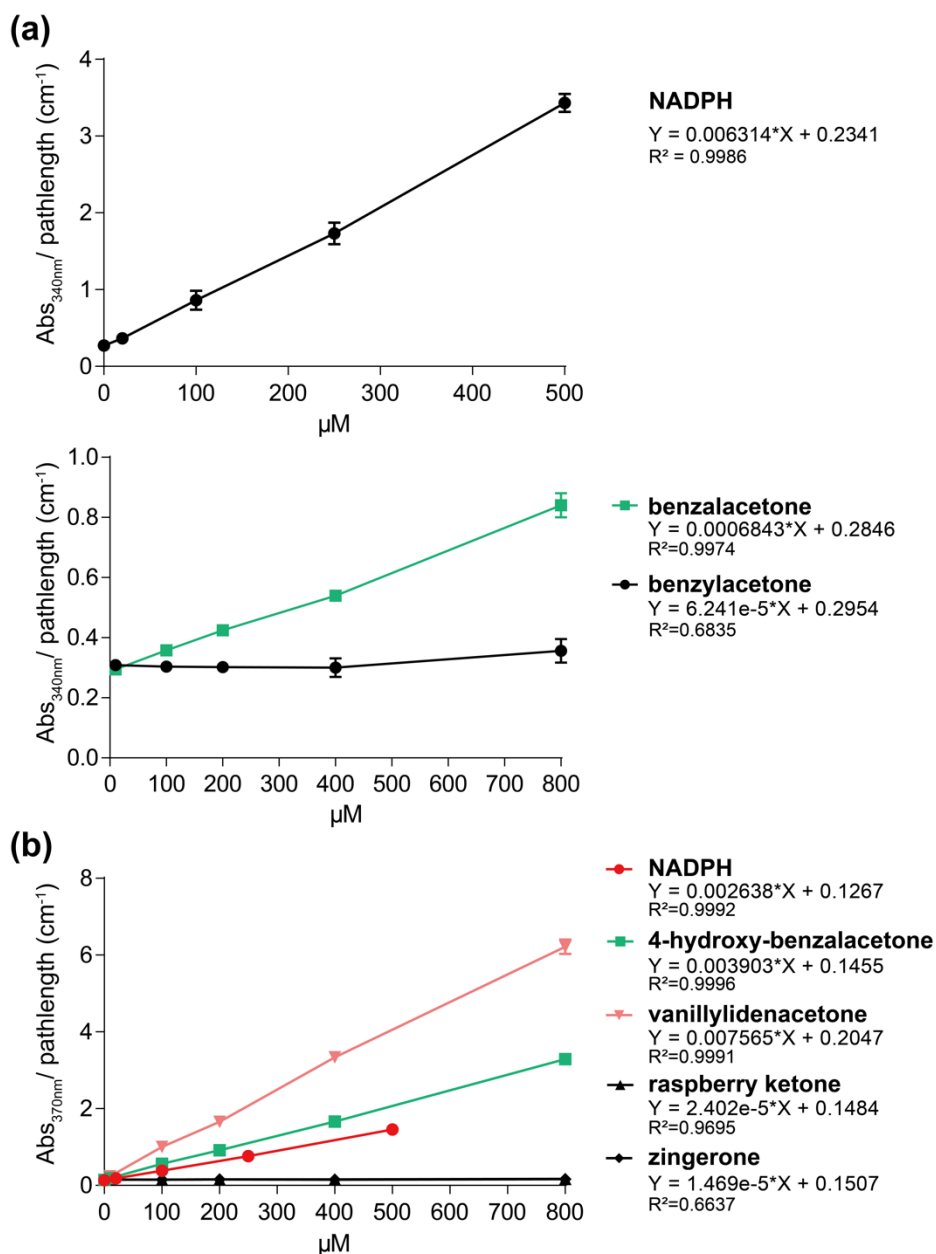 (a)
4
3
2
1
0
Abs340nm/ pathlength (cm-1)
0 100 200 300 400 500
µM
NADPH
Y = 0.006314*X + 0.2341
R² = 0.9986
1.0
0.8
0.6
0.4
0.2
0.0
Abs340nm/ pathlength (cm-1)
0 100 200 300 400 500 600 700 800
µM
benzalacetone
Y = 0.0006843*X + 0.2846
R²=0.9974
benzylacetone
Y = 6.241e-5*X + 0.2954
R²=0.6835
(b)
8
6
4
2
0
Abs370nm/ pathlength (cm-1)
0 100 200 300 400 500 600 700 800
µM
NADPH
Y = 0.002638*X + 0.1267
R²=0.9992
4-hydroxy-benzalacetone
Y = 0.003903*X + 0.1455
R²=0.9996
vanillylidenacetone
Y = 0.007565*X + 0.2047
R²=0.9991
raspberry ketone
Y = 2.402e-5*X + 0.1484
R²=0.9695
zingerone
Y = 1.469e-5*X + 0.1507
R²=0.6637